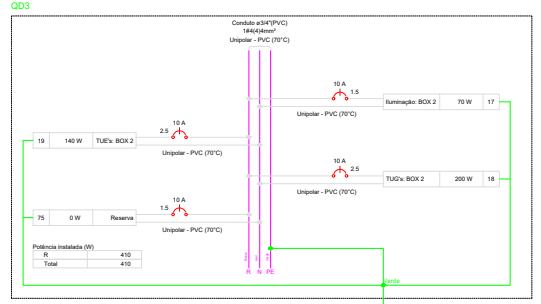 QD3
Conduto ø3/4"(PVC)
1#4(4)4mm²
Unipolar - PVC (70°C)
10 A
1.5
Iluminação: BOX 2 70 W 17
Unipolar - PVC (70°C)
10 A
2.5
19 140 W TUE's: BOX 2
Unipolar - PVC (70°C)
10 A
2.5
TUG's: BOX 2 200 W 18
Unipolar - PVC (70°C)
10 A
1.5
75 0 W Reserva
Unipolar - PVC (70°C)
Potência instalada (W)
R 410
Total 410
R N PE
Verde